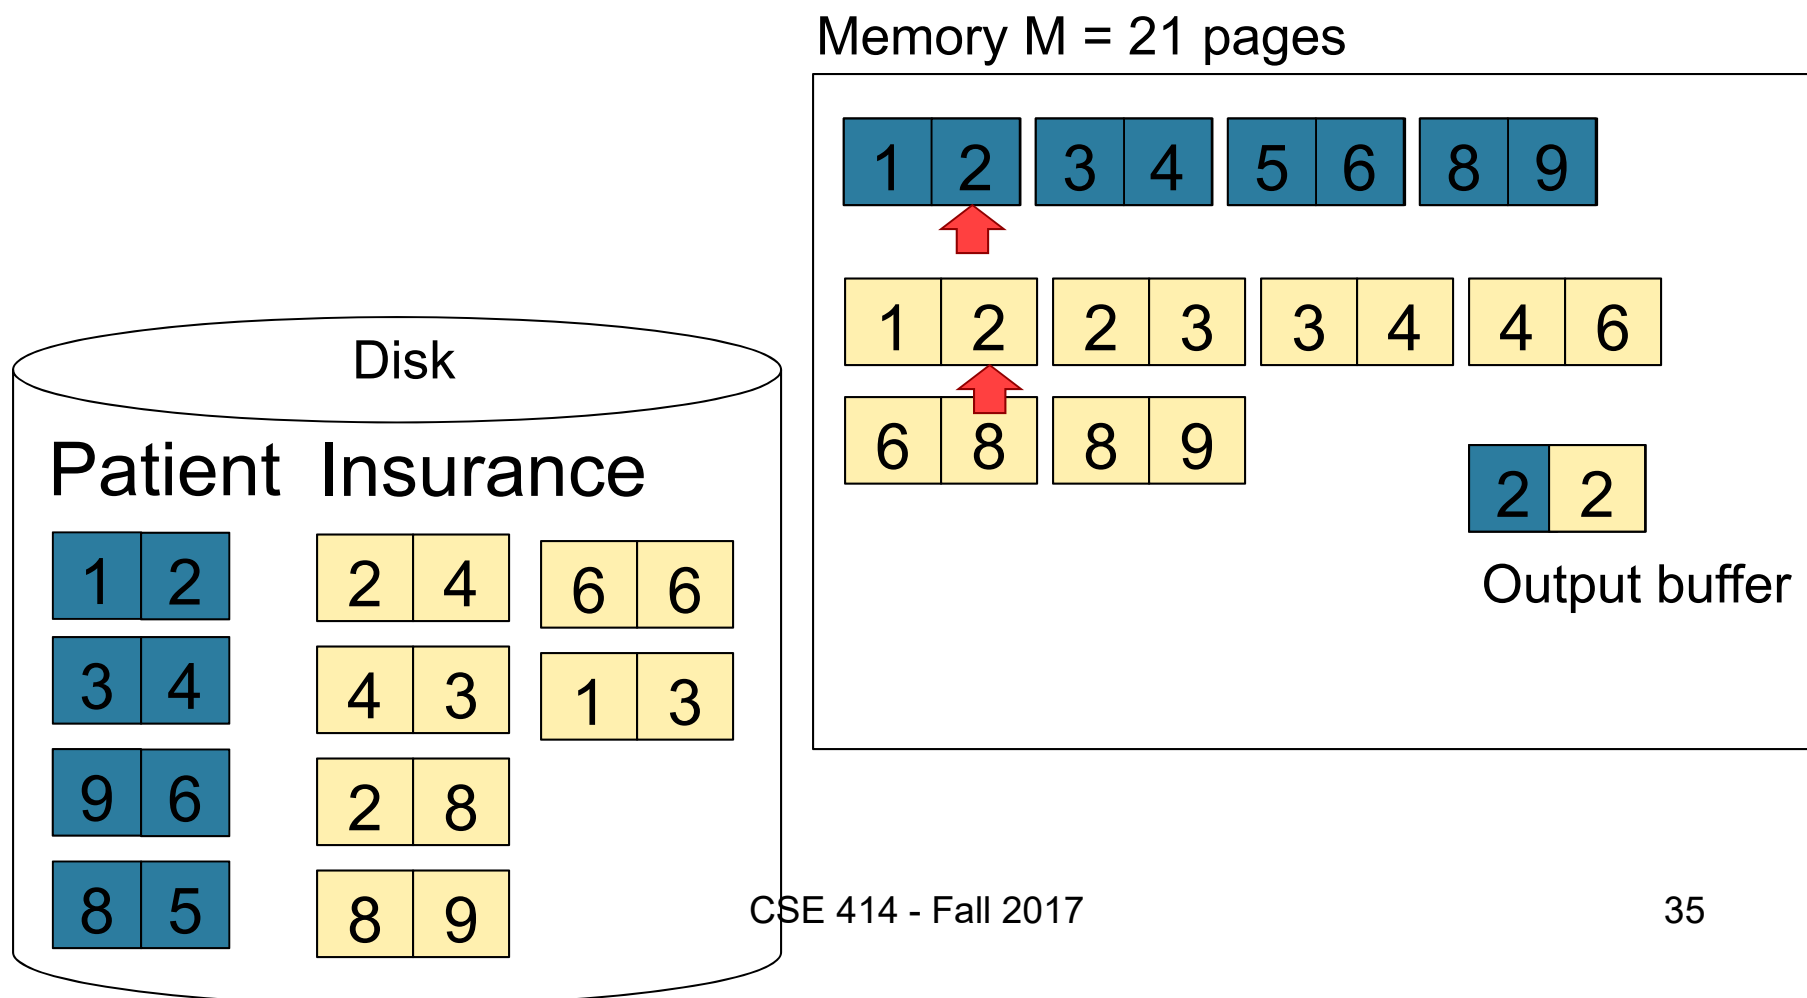 Memory M = 21 pages
1 2 3 4 5 6 8 9
1 2 2 3 3 4 4 6
6 8 8 9
2 2
Output buffer
Disk
Patient Insurance
1 2 2 4 6 6
3 4 4 3 1 3
9 6 2 8
8 5 8 9
CSE 414 - Fall 2017
35